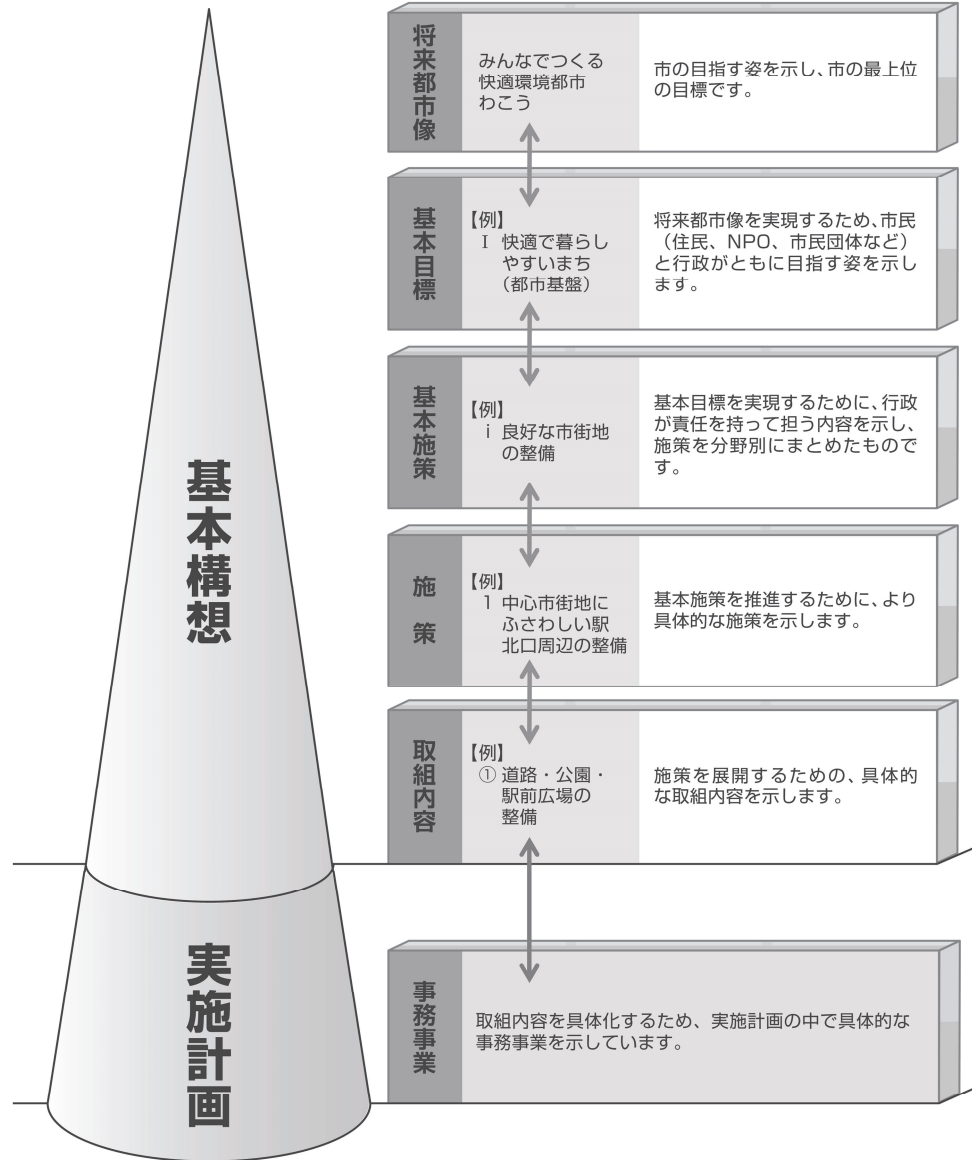 基本構想
実施計画
将来都市像
みんなでつくる
快適環境都市
わこう
市の目指す姿を示し、市の最上位
の目標です。
基本目標
【例】
Ⅰ 快適で暮らし
やすいまち
（都市基盤）
将来都市像を実現するため、市民
（住民、NPO、市民団体など）
と行政がともに目指す姿を示し
ます。
基本施策
【例】
ⅰ 良好な市街地
の整備
基本目標を実現するために、行政
が責任を持って担う内容を示し、
施策を分野別にまとめたもので
す。
施策
【例】
1 中心市街地に
ふさわしい駅
北口周辺の整備
基本施策を推進するために、より
具体的な施策を示します。
取組内容
【例】
① 道路・公園・
駅前広場の
整備
施策を展開するための、具体的
な取組内容を示します。
事務事業
取組内容を具体化するため、実施計画の中で具体的な
事務事業を示しています。